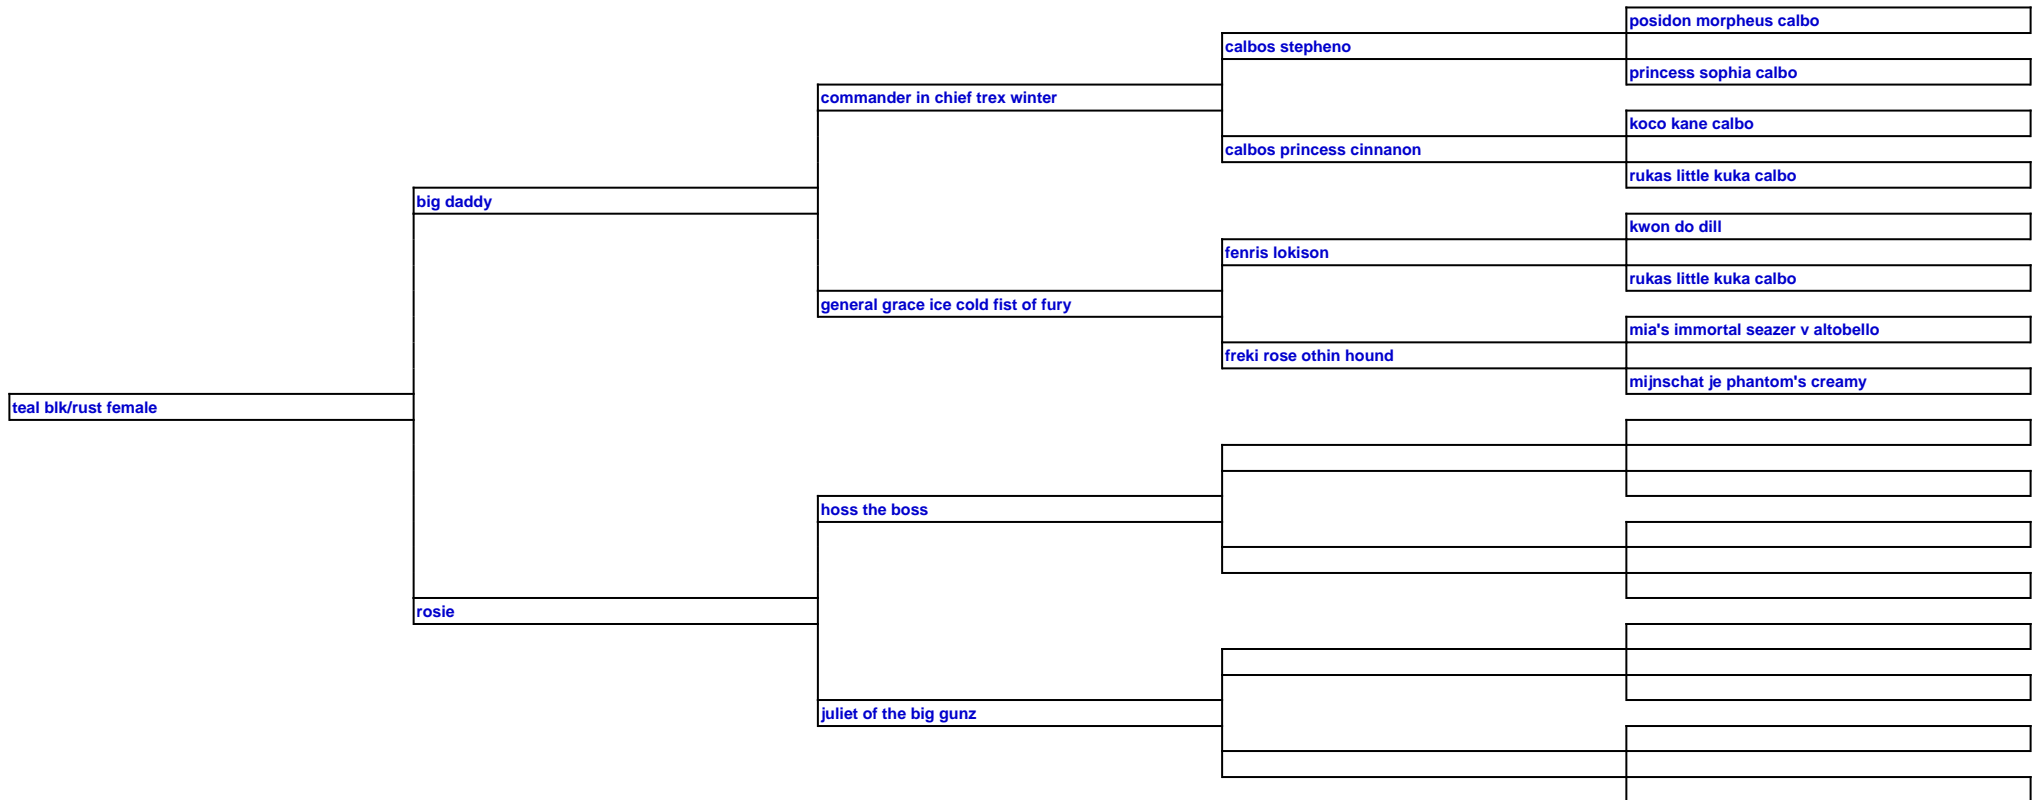 posidon morpheus calbo
calbos stepheno
princess sophia calbo
commander in chief trex winter
koco kane calbo
calbos princess cinnanon
rukas little kuka calbo
big daddy
kwon do dill
fenris lokison
rukas little kuka calbo
general grace ice cold fist of fury
mia's immortal seazer v altobello
freki rose othin hound
mijnschat je phantom's creamy
teal blk/rust female
hoss the boss
rosie
juliet of the big gunz